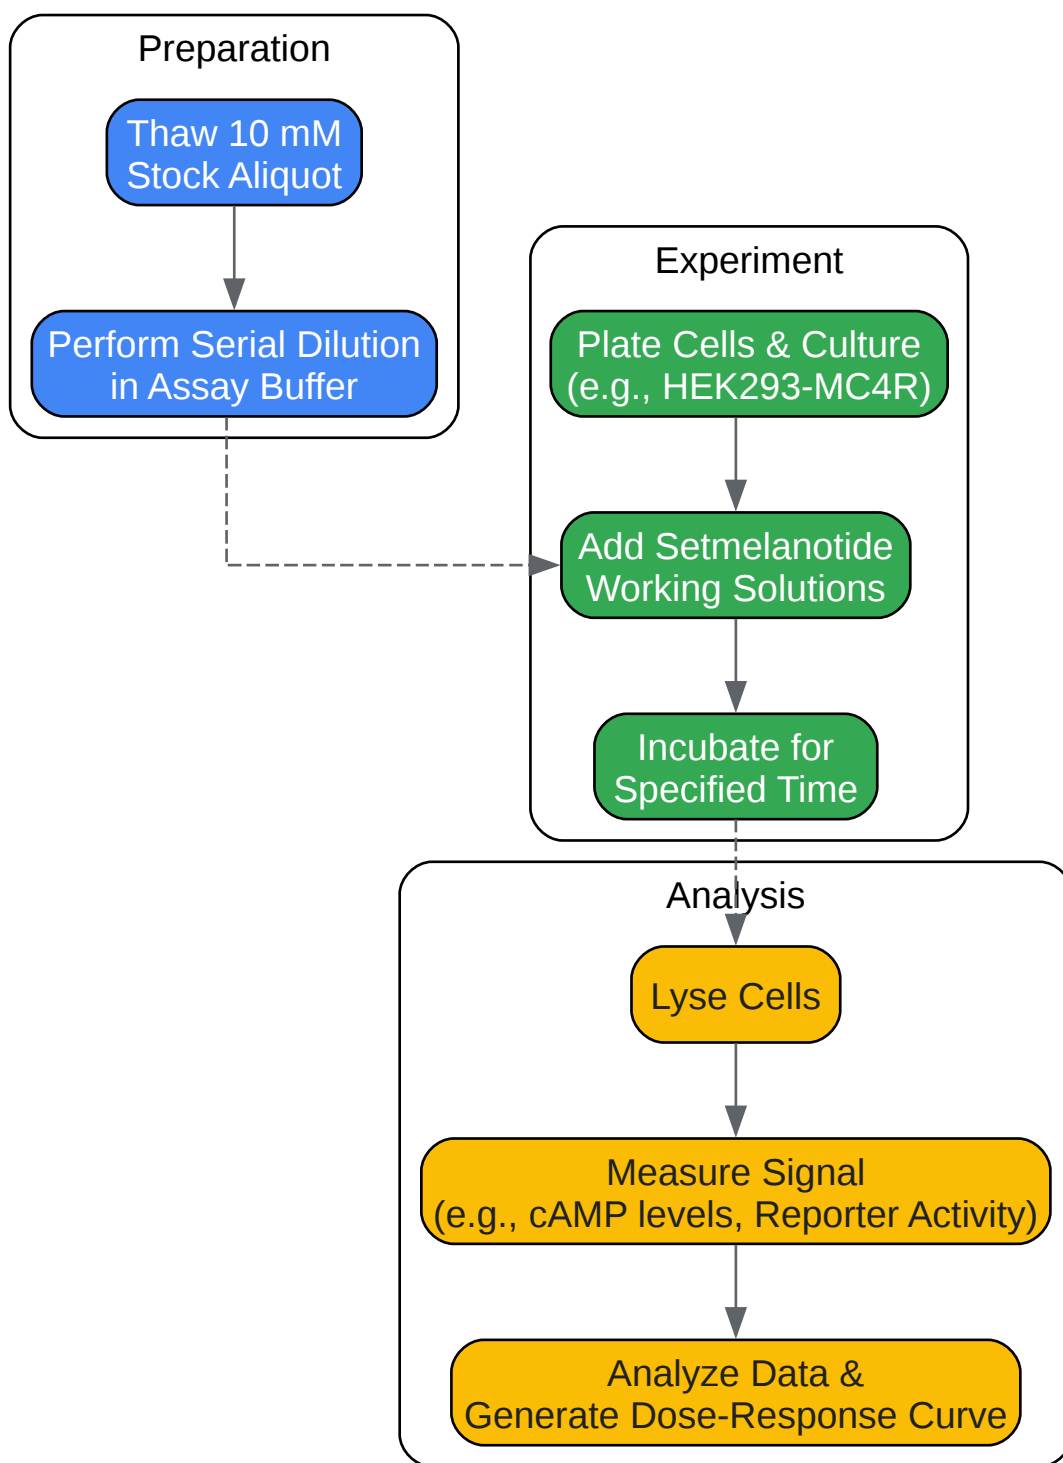 Preparation
Thaw 10 mM
Stock Aliquot
Perform Serial Dilution
in Assay Buffer
Experiment
Plate Cells & Culture
(e.g., HEK293-MC4R)
Add Setmelanotide
Working Solutions
Incubate for
Specified Time
Analysis
Lyse Cells
Measure Signal
(e.g., cAMP levels, Reporter Activity)
Analyze Data &
Generate Dose-Response Curve